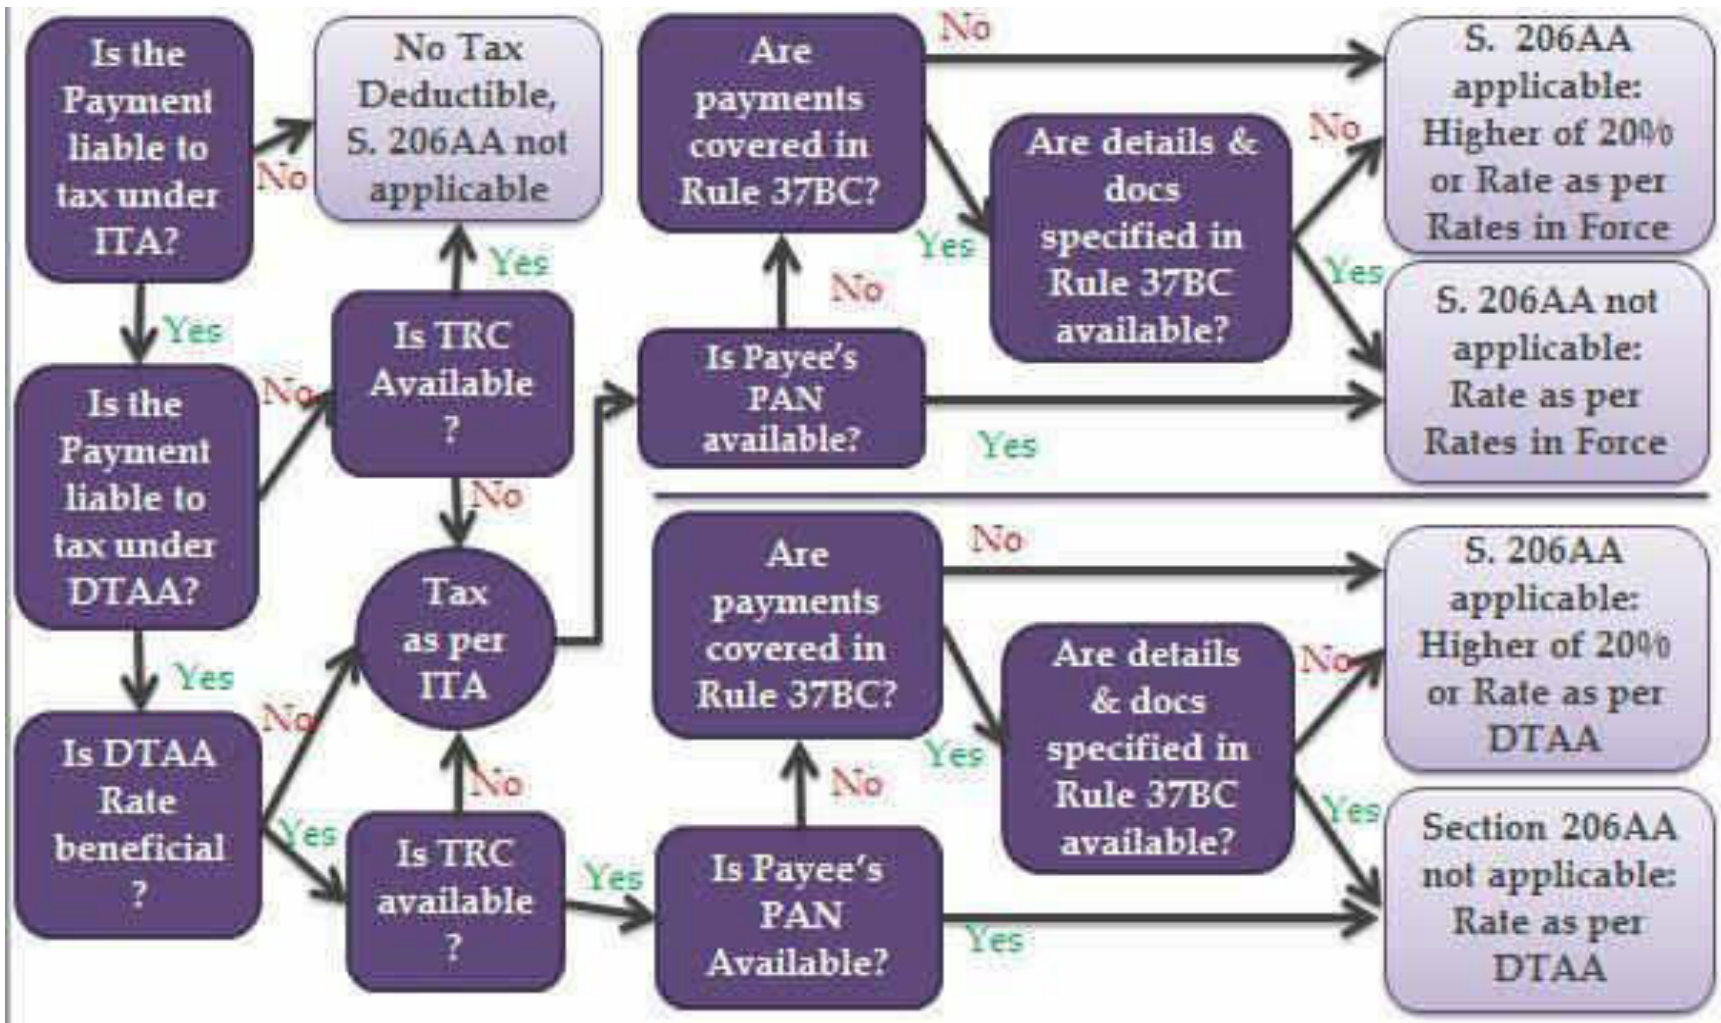 Is the
Payment
liable to
tax under
ITA?
No
Yes
No Tax
Deductible,
S. 206AA not
applicable
Yes
Is the
Payment
liable to
tax under
DTAA?
No
Yes
Is TRC
Available
?
No
Is DTAA
Rate
beneficial
?
No
Yes
Tax
as per
ITA
No
Is TRC
available
?
Yes
Are
payments
covered in
Rule 37BC?
No
Yes
No
Is Payee's
PAN
available?
Yes
Are details &
docs
specified in
Rule 37BC
available?
No
Yes
S. 206AA
applicable:
Higher of 20%
or Rate as per
Rates in Force
S. 206AA not
applicable:
Rate as per
Rates in Force
Are
payments
covered in
Rule 37BC?
No
Yes
No
Is Payee's
PAN
Available?
Yes
Are details
& docs
specified in
Rule 37BC
available?
No
Yes
S. 206AA
applicable:
Higher of 20%
or Rate as per
DTAA
Section 206AA
not applicable:
Rate as per
DTAA